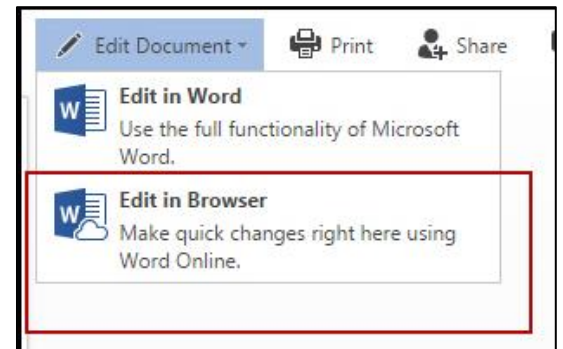 Edit Document Print Share
Edit in Word
Use the full functionality of Microsoft
Word.
Edit in Browser
Make quick changes right here using
Word Online.